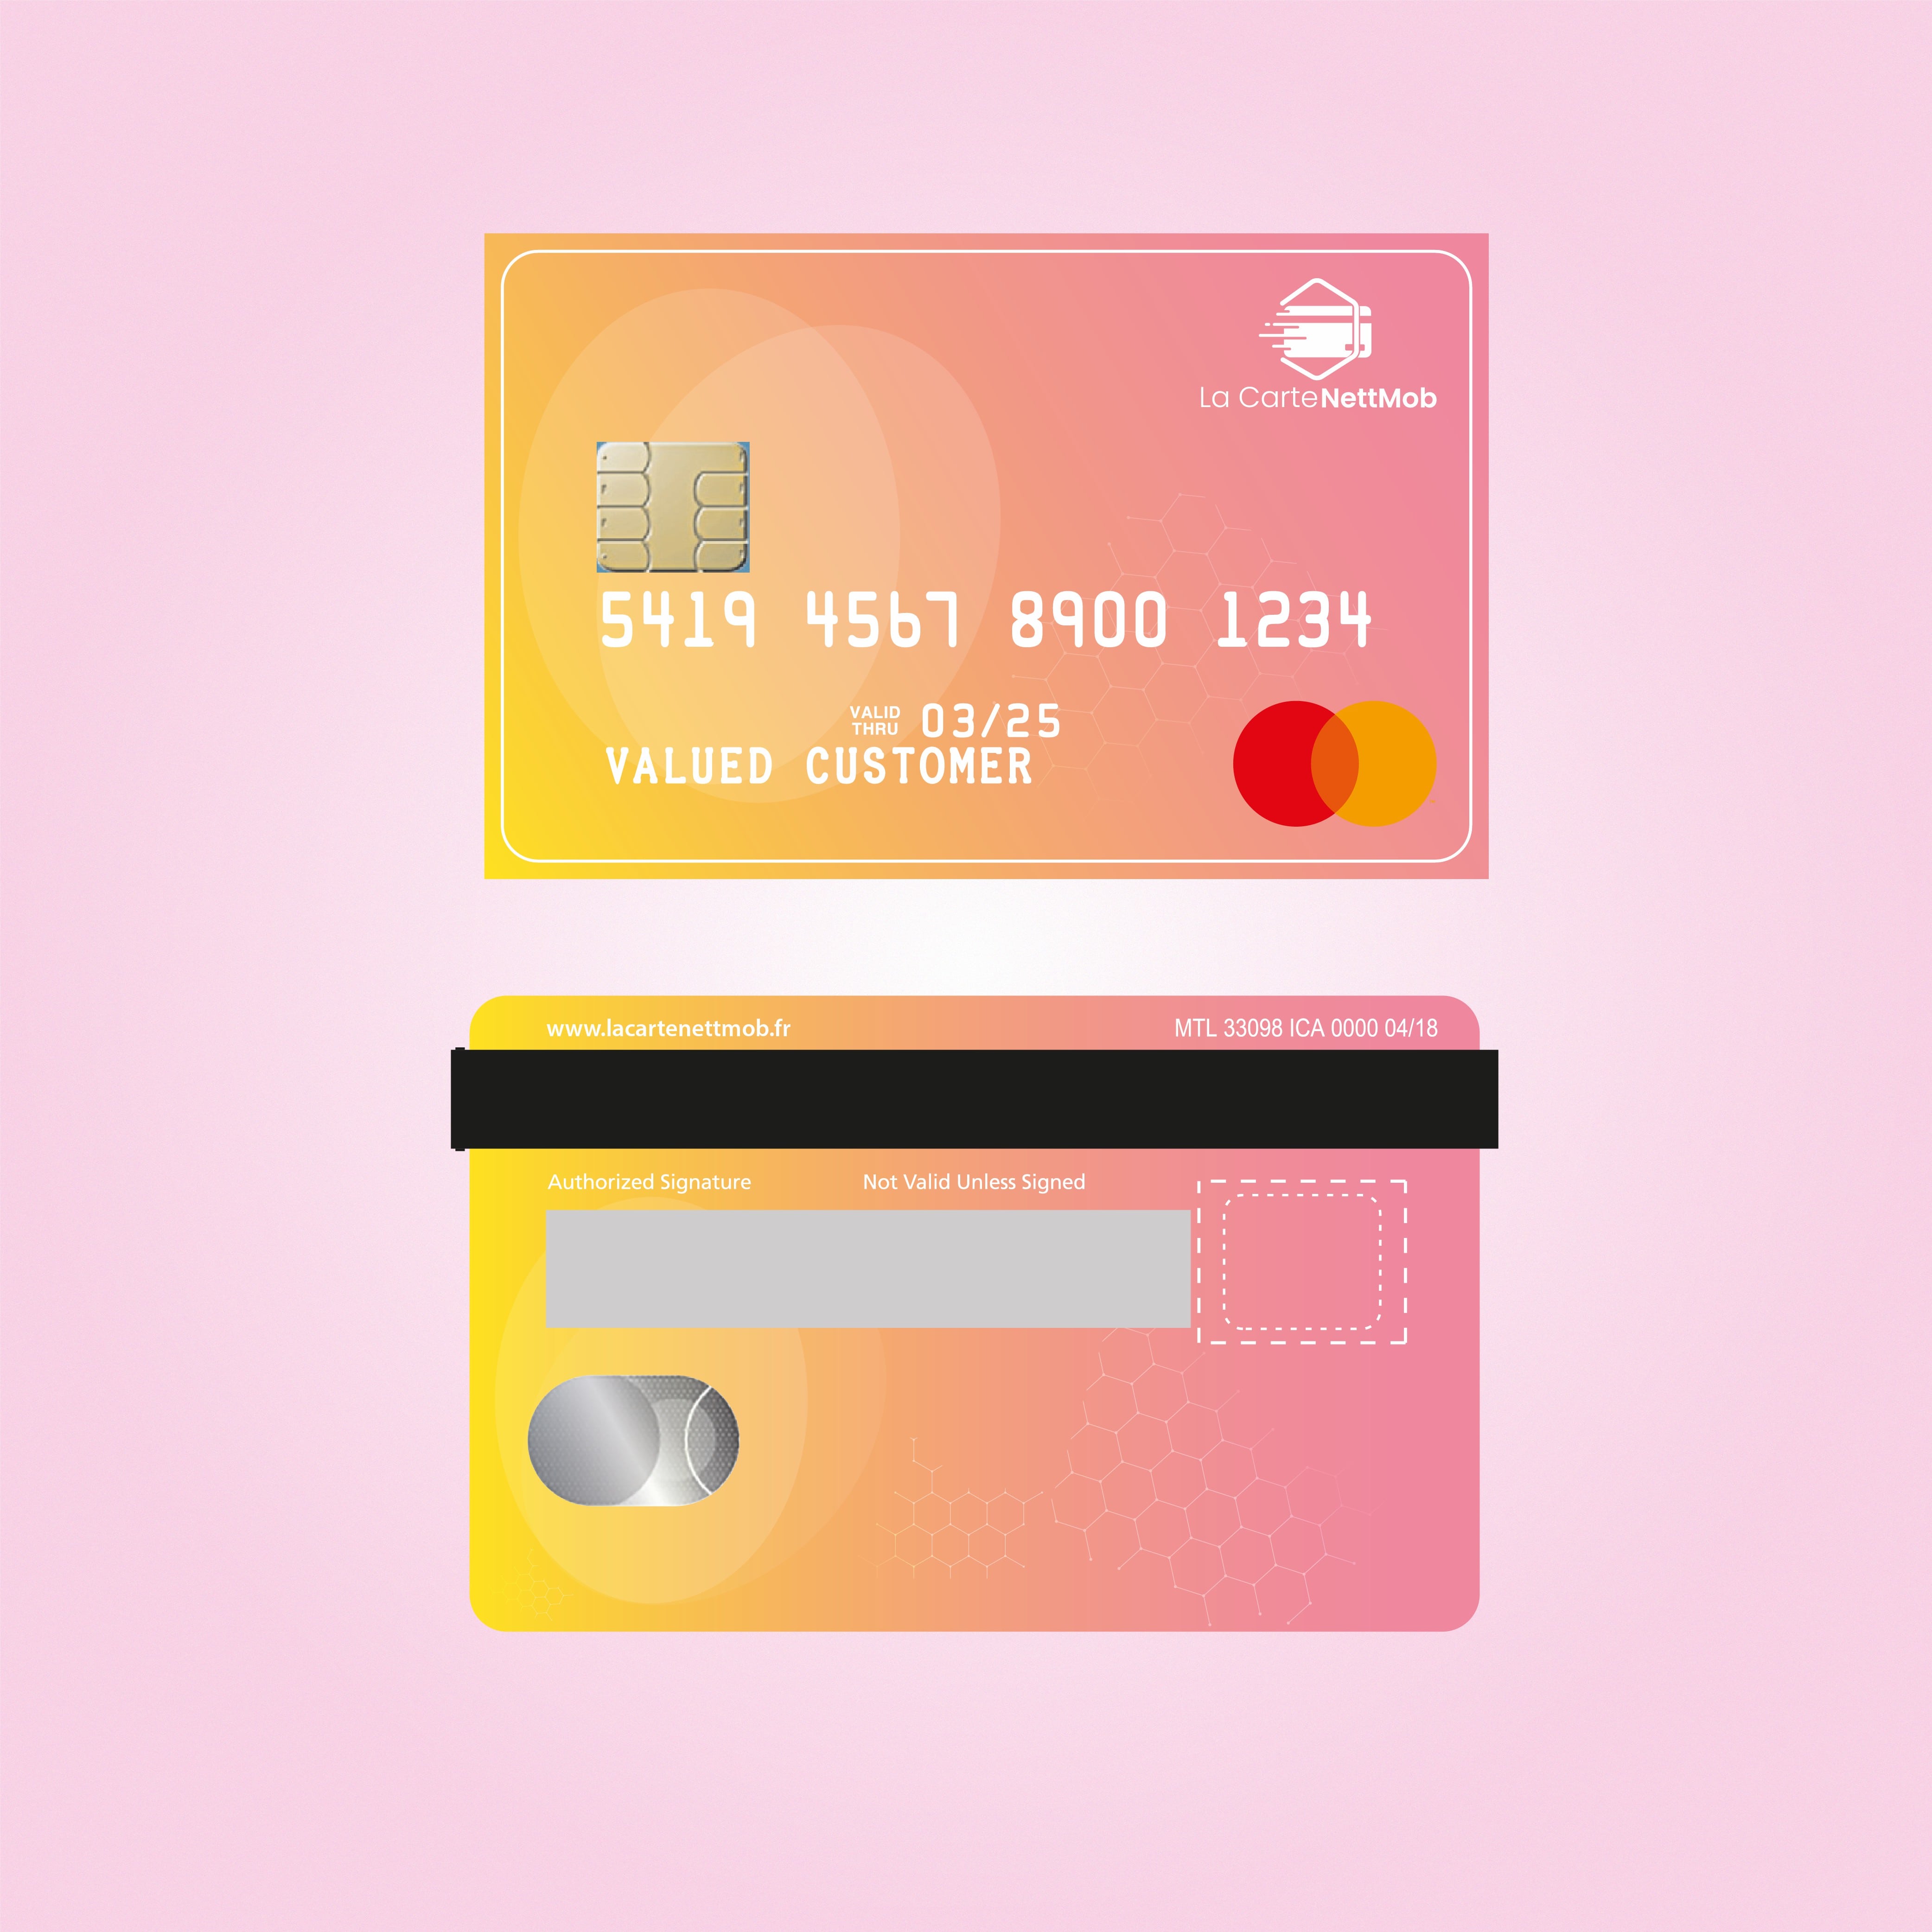 La Carte NettMob
5419 4567 8900 1234
VALID
THRU
03/25
VALUED CUSTOMER
www.lacartenettmob.fr
MTL 33098 ICA 0000 04/18
Authorized Signature
Not Valid Unless Signed